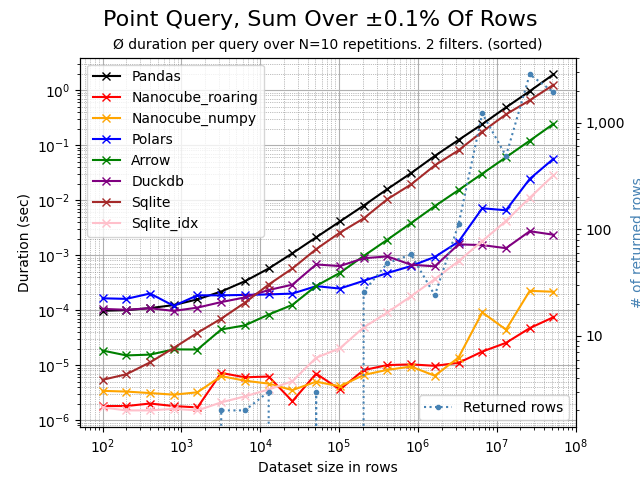 Point Query, Sum Over ±0.1% Of Rows
Ø duration per query over N=10 repetitions. 2 filters. (sorted)
Pandas
Nanocube_roaring
Nanocube_numpy
Polars
Arrow
Duckdb
Sqlite
Sqlite_idx
Returned rows
Duration (sec)
10⁰
10⁻¹
10⁻²
10⁻³
10⁻⁴
10⁻⁵
10⁻⁶
1,000
100
10
# of returned rows
10² 10³ 10⁴ 10⁵ 10⁶ 10⁷ 10⁸
Dataset size in rows